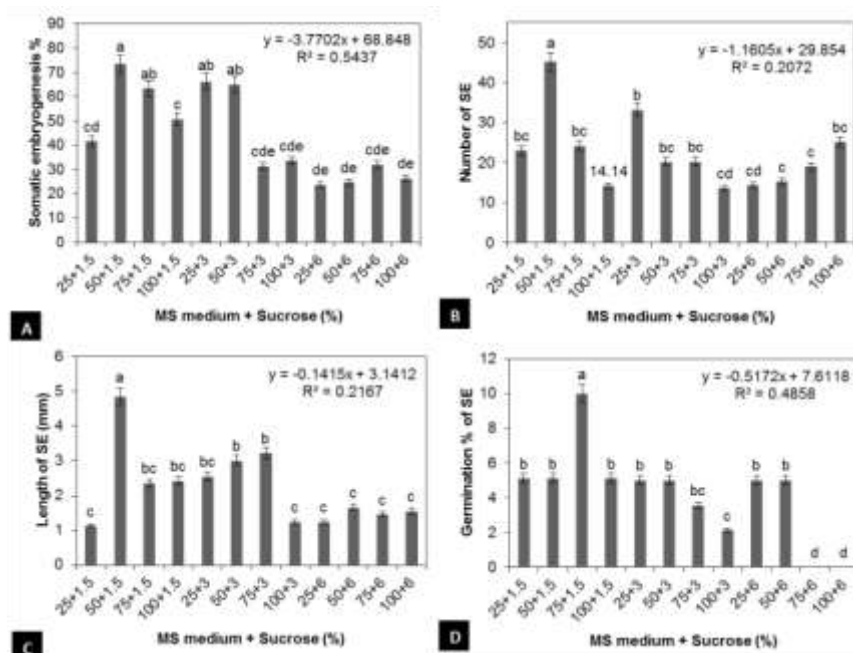 90
80
70
60
50
40
30
20
10
0
Somatic embryogenesis %
y = -3.7702x + 68.848
R² = 0.5437
cd
a
ab
c
ab
ab
cde
cde
de
de
cde
de
25+1.5
50+1.5
75+1.5
100+1.5
25+3
50+3
75+3
100+3
25+6
50+6
75+6
100+6
MS medium + Sucrose (%)
A
50
40
30
20
10
0
Number of SE
y = -1.1605x + 29.854
R² = 0.2072
bc
a
bc
14.14
b
bc
bc
cd
cd
c
c
bc
25+1.5
50+1.5
75+1.5
100+1.5
25+3
50+3
75+3
100+3
25+6
50+6
75+6
100+6
MS medium + Sucrose (%)
B
6
5
4
3
2
1
0
Length of SE (mm)
y = -0.1415x + 3.1412
R² = 0.2167
c
a
bc
bc
bc
b
b
c
c
c
c
c
25+1.5
50+1.5
75+1.5
100+1.5
25+3
50+3
75+3
100+3
25+6
50+6
75+6
100+6
MS medium + Sucrose (%)
C
12
10
8
6
4
2
0
Germination % of SE
y = -0.5172x + 7.6118
R² = 0.4858
b
b
a
b
b
b
bc
c
b
b
d
d
25+1.5
50+1.5
75+1.5
100+1.5
25+3
50+3
75+3
100+3
25+6
50+6
75+6
100+6
MS medium + Sucrose (%)
D